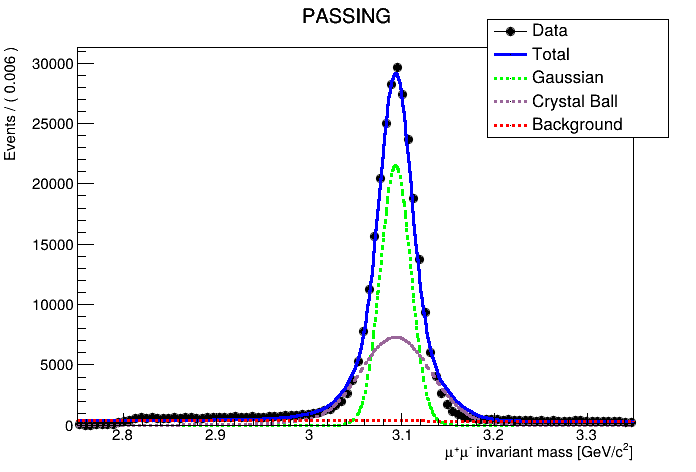 PASSING
Data
Total
Gaussian
Crystal Ball
Background
Events / ( 0.006 )
30000
25000
20000
15000
10000
5000
0
2.8 2.9 3 3.1 3.2 3.3
μ⁺μ⁻ invariant mass [GeV/c²]